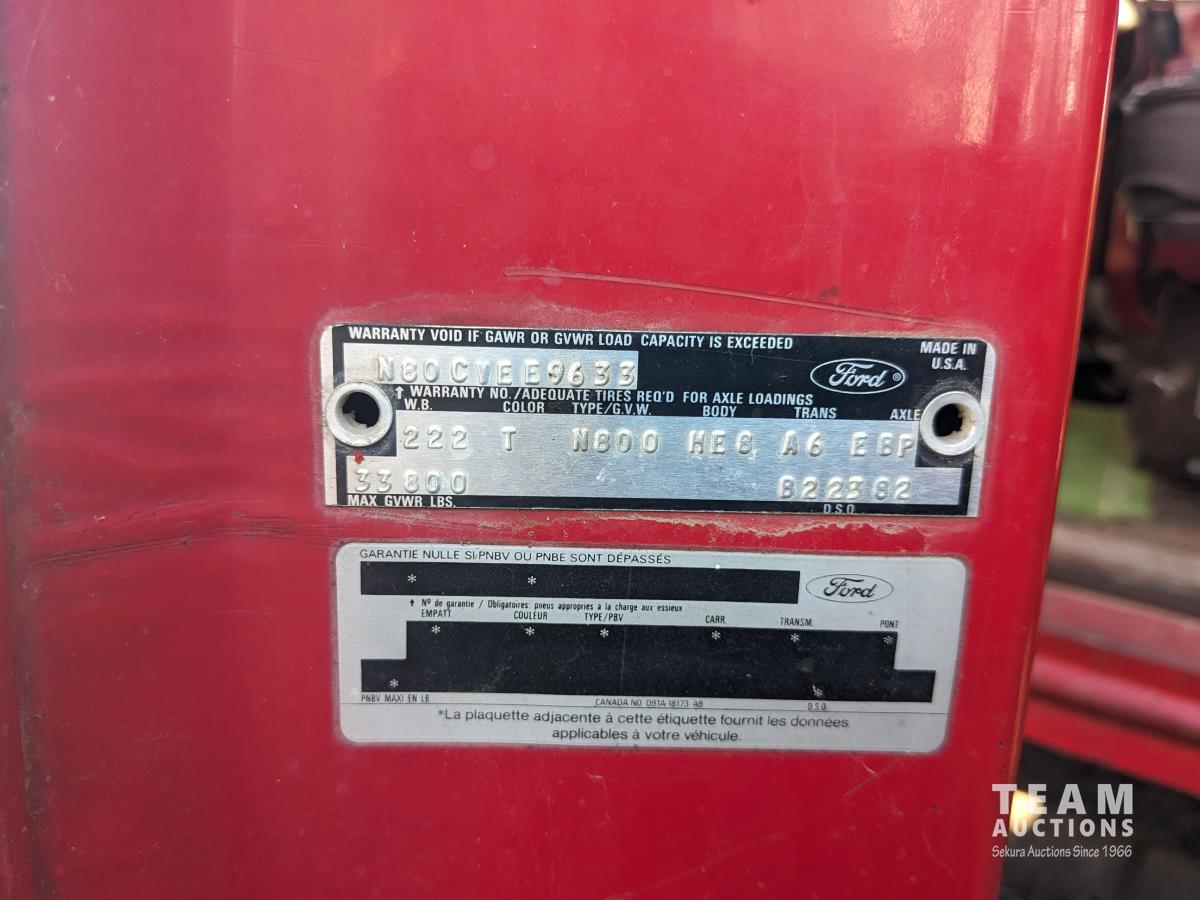 WARRANTY VOID IF GAWR OR GVWR LOAD CAPACITY IS EXCEEDED
N80CVEE9633
Ford ®
MADE IN
U.S.A.
↑ WARRANTY NO./ADEQUATE TIRES REQ'D FOR AXLE LOADINGS
W.B. COLOR TYPE/G.V.W. BODY TRANS AXLE
222 T N800 HE8 A6 E8P
33800 B22382
MAX GVWR LBS. D.S.O.
GARANTIE NULLE SI PNBV OU PNBE SONT DÉPASSÉS
* *
Ford
↑ Nº de garantie / Obligatoires: pneus appropriés à la charge aux essieux
EMPATT COULEUR TYPE/PBV CARR. TRANSM. PONT
* * * * * *
* *
PNBV MAXI EN LB CANADA NO. D9TA-18173-AB D.S.O.
*La plaquette adjacente à cette étiquette fournit les données
applicables à votre véhicule.
TEAM
AUCTIONS
Sekura Auctions Since 1966